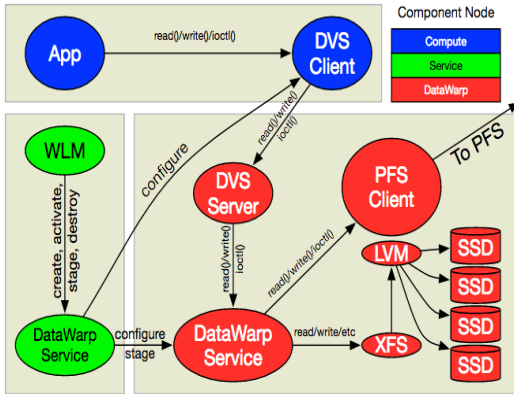 Component Node
Compute
Service
DataWarp
App
read()/write()/ioctl()
DVS
Client
read()/write()
ioctl()
WLM
configure
create, activate,
stage, destroy
DVS
Server
PFS
Client
To PFS
read()/write()
ioctl()
read()/write()/ioctl()
LVM
SSD
SSD
SSD
SSD
DataWarp
Service
configure
stage
DataWarp
Service
read/write/etc
XFS